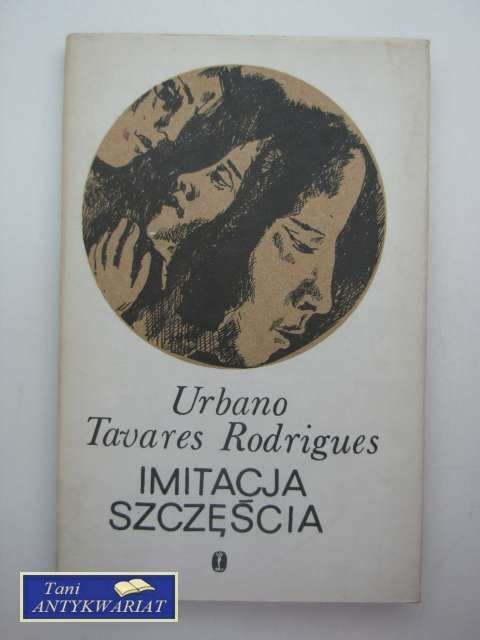 Urbano
Tavares Rodrigues
IMITACJA
SZCZĘŚCIA
Tani
ANTYKWARIAT